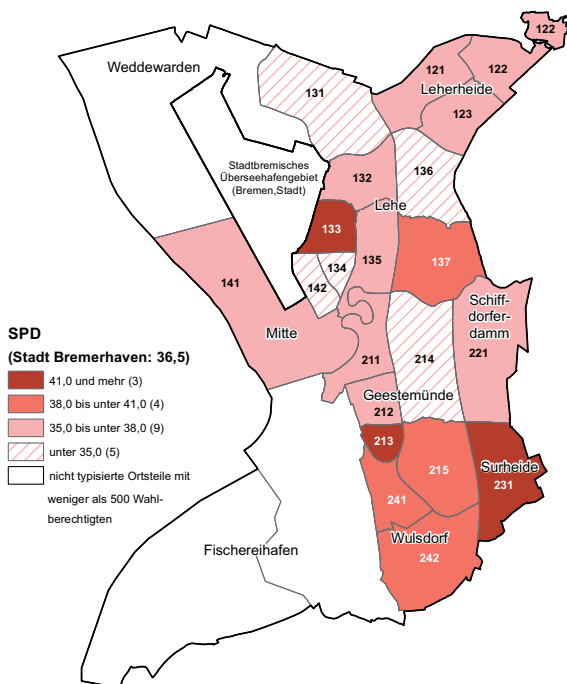 122
Weddewarden
121
122
131
Leherheide
123
Stadtbremisches
Überseehafengebiet
(Bremen,Stadt)
136
132
Lehe
133
137
135
134
142
141
Schiff-
dorfer-
damm
Mitte
221
211
214
Geestemünde
212
213
215
Surheide
231
241
Wulsdorf
242
Fischereihafen
SPD
(Stadt Bremerhaven: 36,5)
41,0 und mehr (3)
38,0 bis unter 41,0 (4)
35,0 bis unter 38,0 (9)
unter 35,0 (5)
nicht typisierte Ortsteile mit
weniger als 500 Wahl-
berechtigten